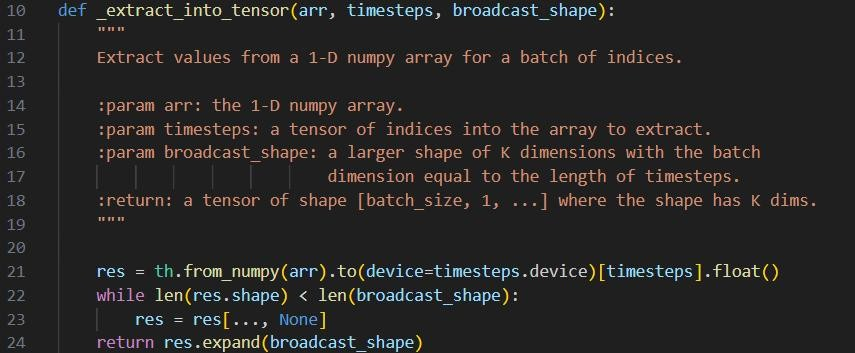 10 def _extract_into_tensor(arr, timesteps, broadcast_shape):
11     """
12     Extract values from a 1-D numpy array for a batch of indices.
13
14     :param arr: the 1-D numpy array.
15     :param timesteps: a tensor of indices into the array to extract.
16     :param broadcast_shape: a larger shape of K dimensions with the batch
17                             dimension equal to the length of timesteps.
18     :return: a tensor of shape [batch_size, 1, ...] where the shape has K dims.
19     """
20
21     res = th.from_numpy(arr).to(device=timesteps.device)[timesteps].float()
22     while len(res.shape) < len(broadcast_shape):
23         res = res[..., None]
24     return res.expand(broadcast_shape)